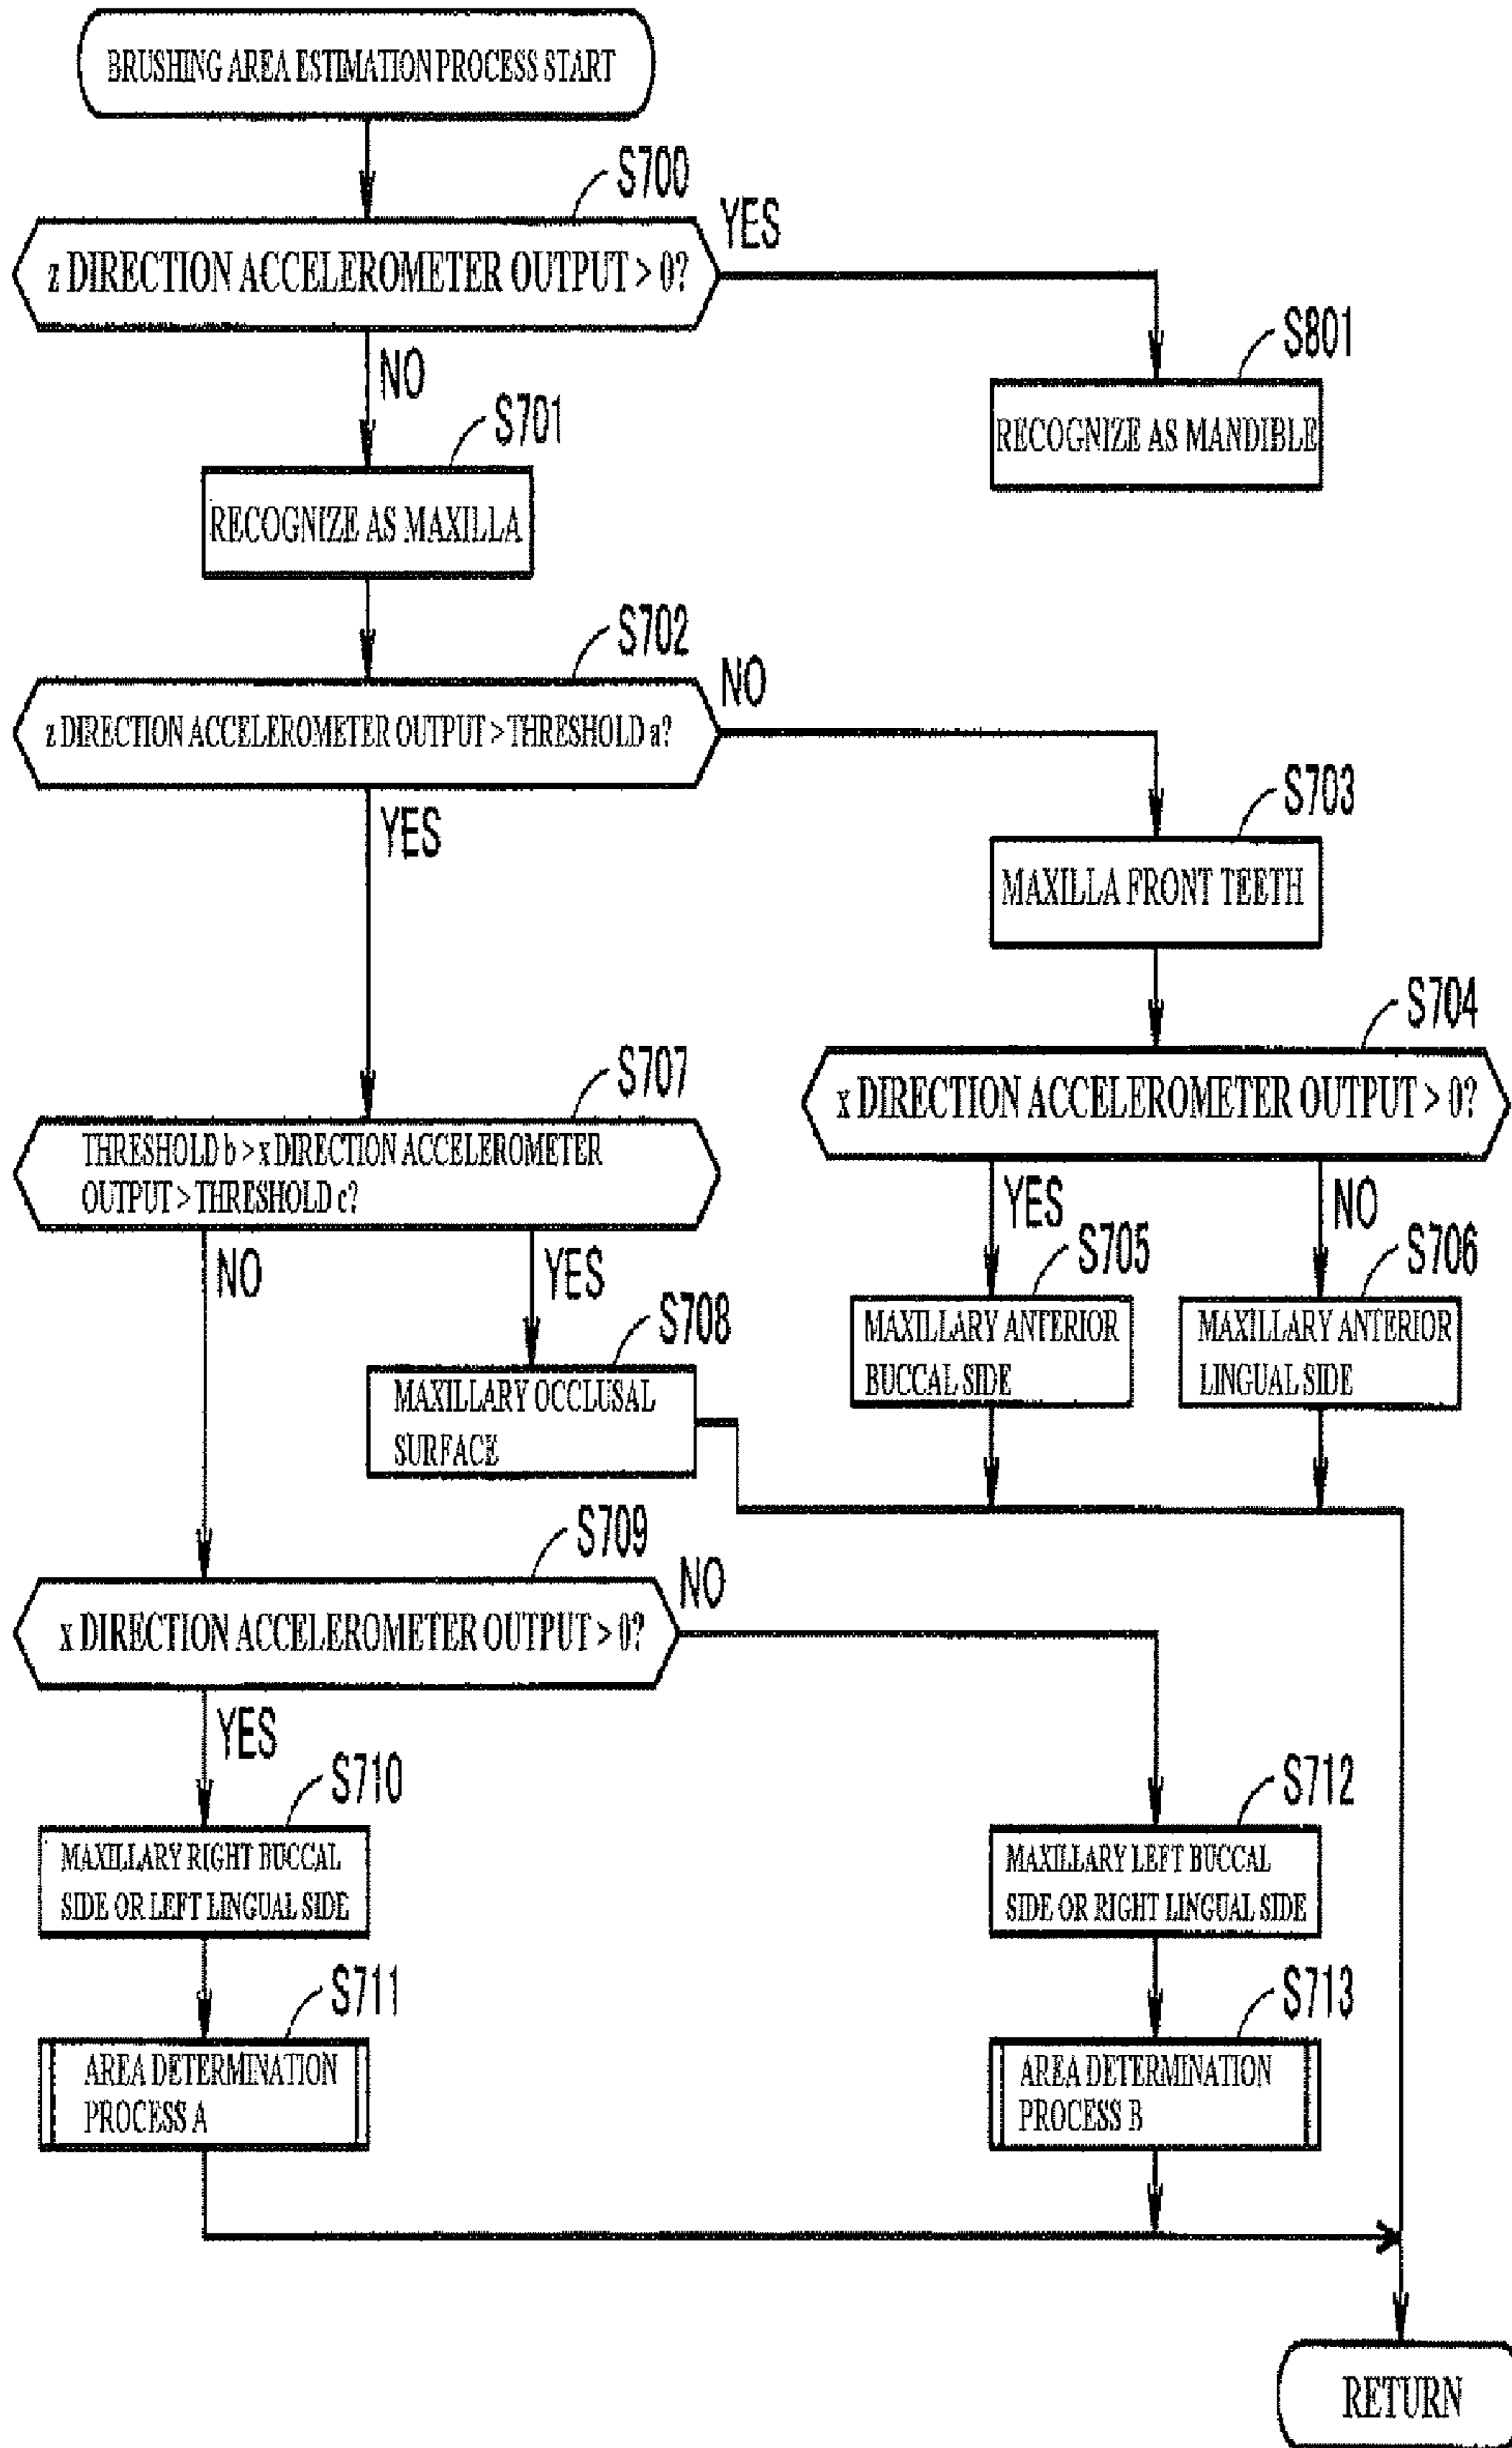 BRUSHING AREA ESTIMATION PROCESS START
S700
z DIRECTION ACCELEROMETER OUTPUT > 0?
YES
NO
S801
RECOGNIZE AS MANDIBLE
S701
RECOGNIZE AS MAXILLA
S702
z DIRECTION ACCELEROMETER OUTPUT > THRESHOLD a?
NO
YES
S703
MAXILLA FRONT TEETH
S704
x DIRECTION ACCELEROMETER OUTPUT > 0?
YES
NO
S705
MAXILLARY ANTERIOR
BUCCAL SIDE
S706
MAXILLARY ANTERIOR
LINGUAL SIDE
S707
THRESHOLD b > x DIRECTION ACCELEROMETER
OUTPUT > THRESHOLD c?
NO
YES
S708
MAXILLARY OCCLUSAL
SURFACE
S709
x DIRECTION ACCELEROMETER OUTPUT > 0?
NO
YES
S710
MAXILLARY RIGHT BUCCAL
SIDE OR LEFT LINGUAL SIDE
S712
MAXILLARY LEFT BUCCAL
SIDE OR RIGHT LINGUAL SIDE
S711
AREA DETERMINATION
PROCESS A
S713
AREA DETERMINATION
PROCESS B
RETURN